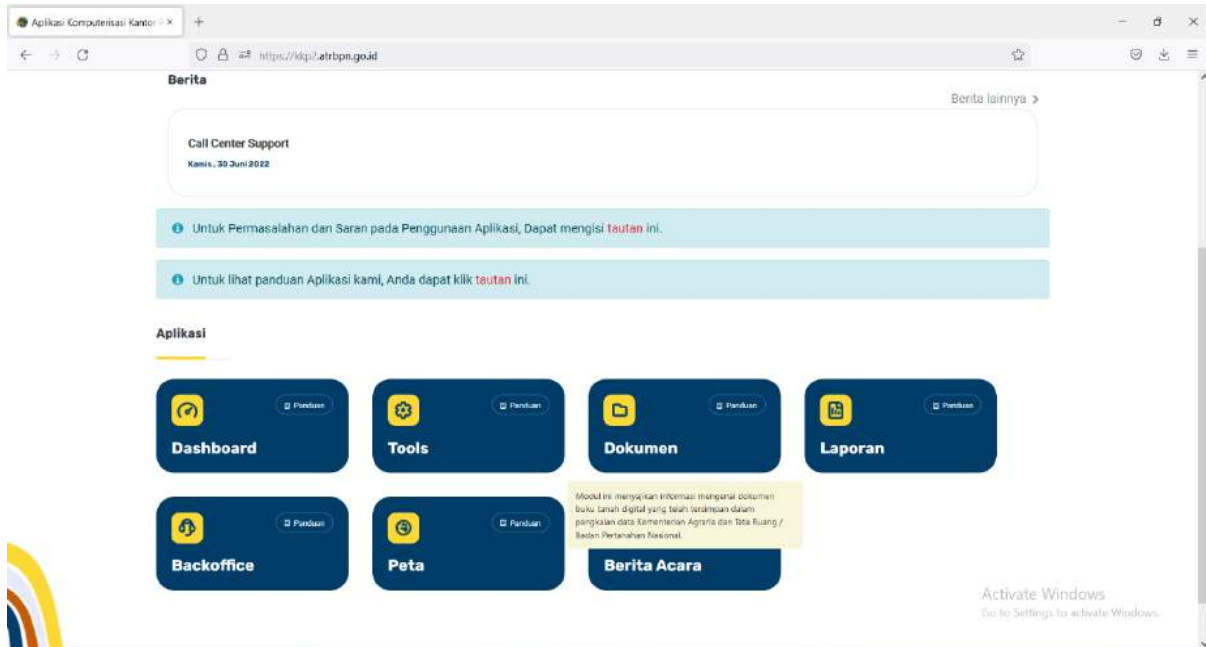 Aplikasi Komputerisasi Kantor
https://kkp2.atrbpn.go.id
Berita
Berita lainnya >
Call Center Support
Kamis, 30 Juni 2022
Untuk Permasalahan dan Saran pada Penggunaan Aplikasi, Dapat mengisi tautan ini.
Untuk lihat panduan Aplikasi kami, Anda dapat klik tautan ini.
Aplikasi
Panduan
Dashboard
Panduan
Tools
Panduan
Dokumen
Panduan
Laporan
Modul ini menyajikan informasi mengenai dokumen
buku tanah digital yang telah tersimpan dalam
pangkalan data Kementerian Agraria dan Tata Ruang /
Badan Pertanahan Nasional.
Panduan
Backoffice
Panduan
Peta
Berita Acara
Activate Windows
Go to Settings to activate Windows.